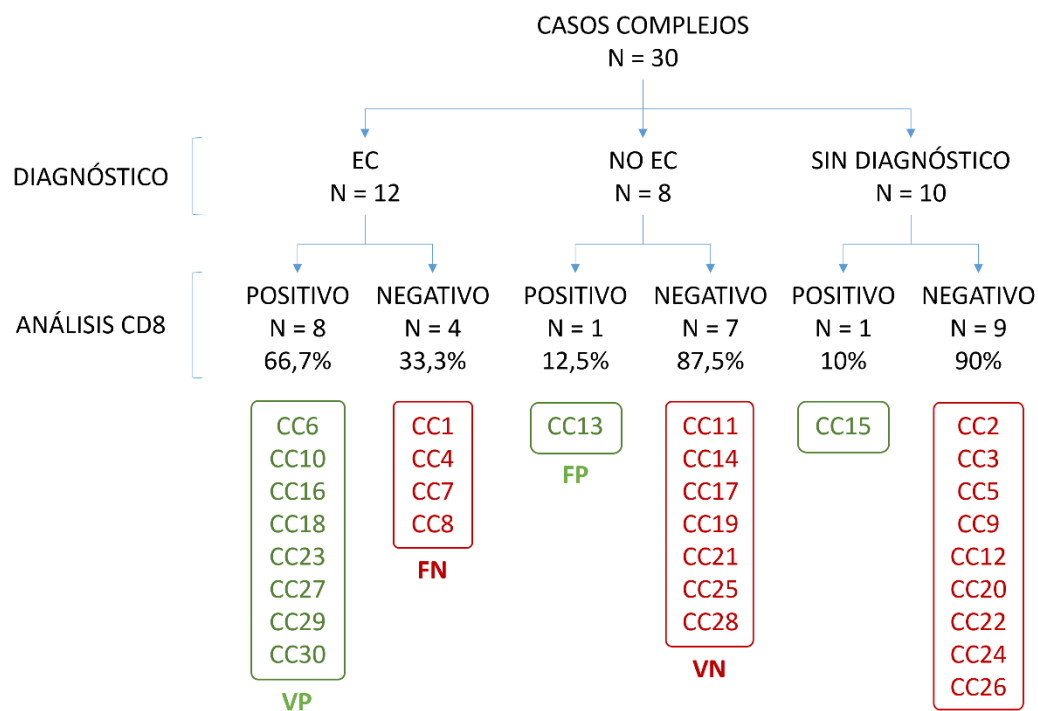 CASOS COMPLEJOS
N = 30
DIAGNÓSTICO
EC
N = 12
NO EC
N = 8
SIN DIAGNÓSTICO
N = 10
ANÁLISIS CD8
POSITIVO
N = 8
66,7%
NEGATIVO
N = 4
33,3%
POSITIVO
N = 1
12,5%
NEGATIVO
N = 7
87,5%
POSITIVO
N = 1
10%
NEGATIVO
N = 9
90%
CC6
CC10
CC16
CC18
CC23
CC27
CC29
CC30
VP
CC1
CC4
CC7
CC8
FN
CC13
FP
CC11
CC14
CC17
CC19
CC21
CC25
CC28
VN
CC15
CC2
CC3
CC5
CC9
CC12
CC20
CC22
CC24
CC26